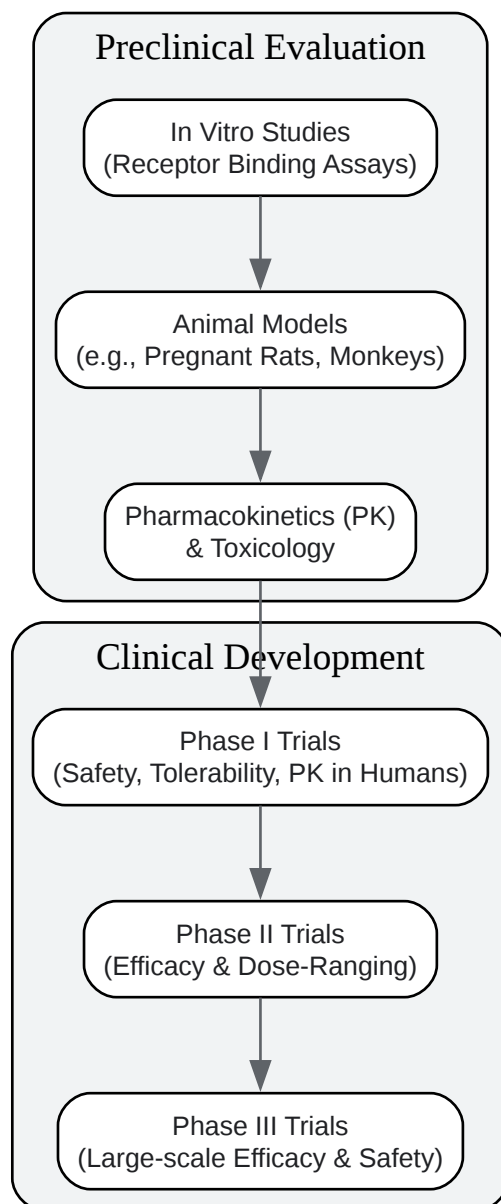 Preclinical Evaluation
In Vitro Studies
(Receptor Binding Assays)
Animal Models
(e.g., Pregnant Rats, Monkeys)
Pharmacokinetics (PK)
& Toxicology
Clinical Development
Phase I Trials
(Safety, Tolerability, PK in Humans)
Phase II Trials
(Efficacy & Dose-Ranging)
Phase III Trials
(Large-scale Efficacy & Safety)